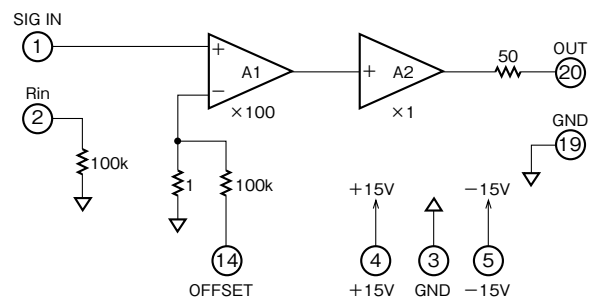 SIG IN
1
+
−
A1
×100
+
A2
×1
50
OUT
20
Rin
2
100k
GND
19
1
100k
14
OFFSET
+15V
−15V
4
3
5
+15V
GND
−15V